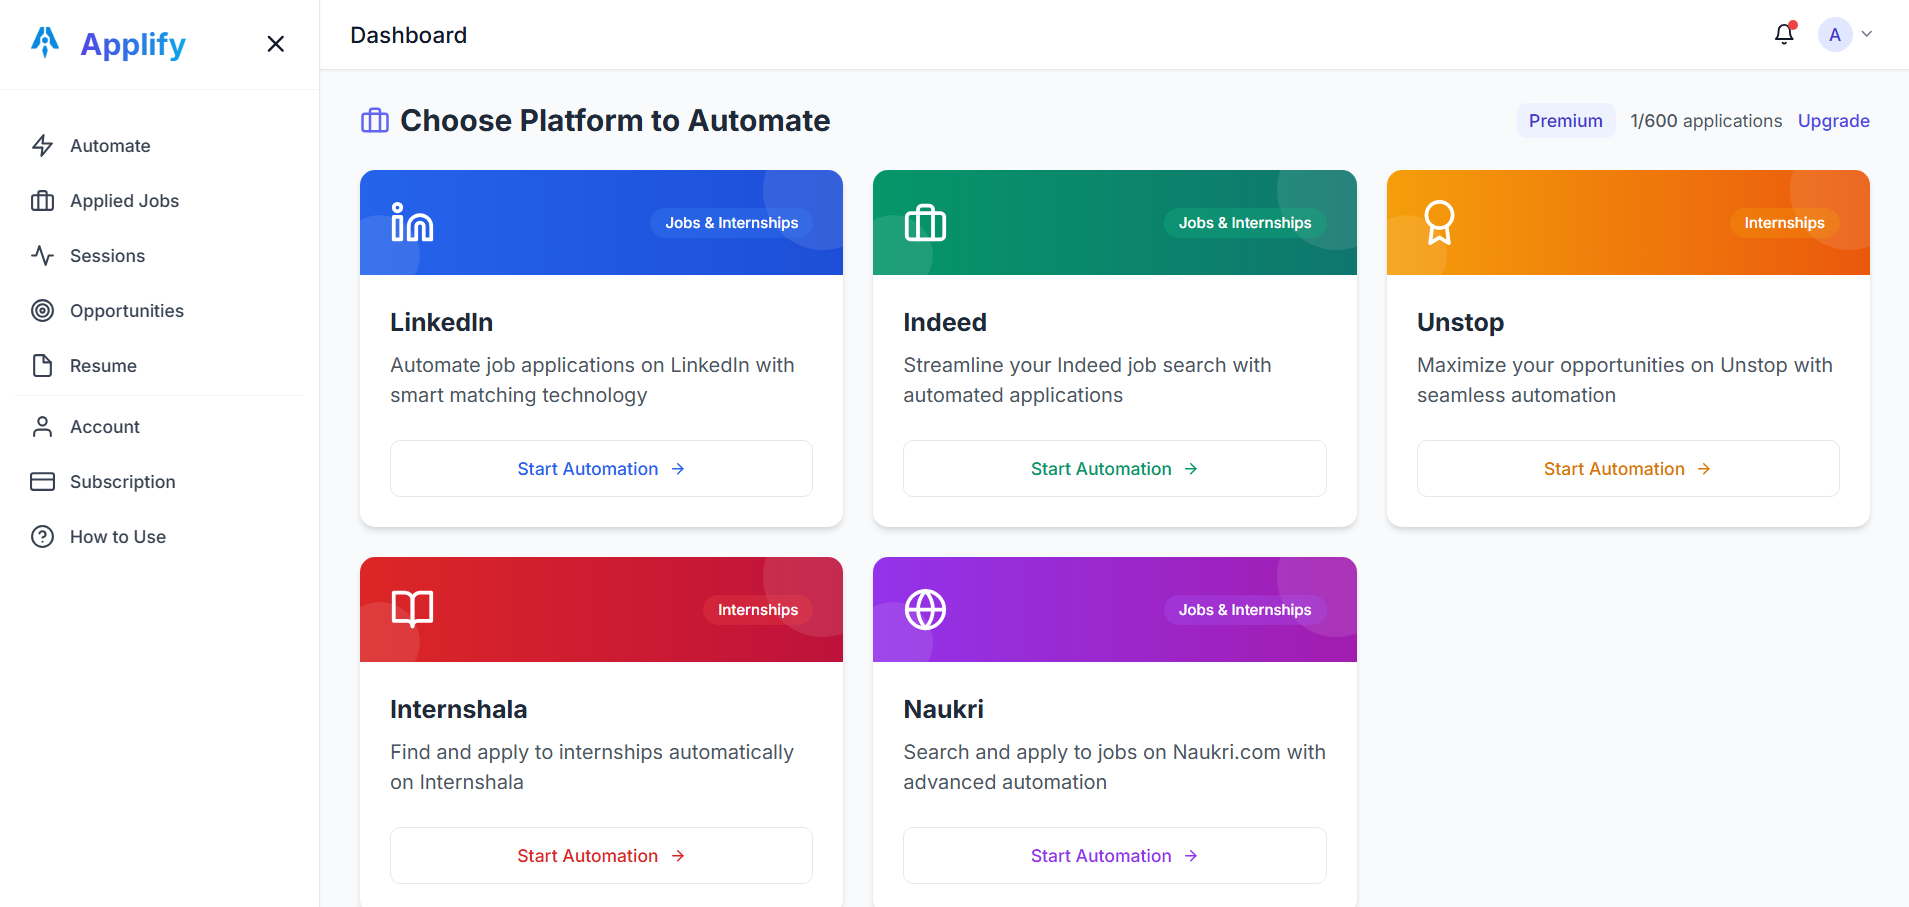 Applify
Automate
Applied Jobs
Sessions
Opportunities
Resume
Account
Subscription
How to Use
Dashboard
A
Choose Platform to Automate
Premium
1/600 applications
Upgrade
in
Jobs & Internships
LinkedIn
Automate job applications on LinkedIn with
smart matching technology
Start Automation
Jobs & Internships
Indeed
Streamline your Indeed job search with
automated applications
Start Automation
Internships
Unstop
Maximize your opportunities on Unstop with
seamless automation
Start Automation
Internships
Internshala
Find and apply to internships automatically
on Internshala
Start Automation
Jobs & Internships
Naukri
Search and apply to jobs on Naukri.com with
advanced automation
Start Automation